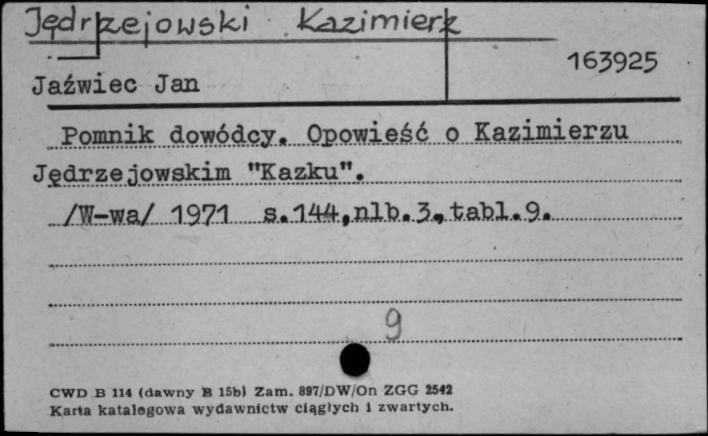 Jędrzejowski Kazimierz
163925
Jaźwiec Jan
Pomnik dowódcy. Opowieść o Kazimierzu
Jędrzejowskim "Kazku".
/W-wa/ 1971 s.144,nlb.3.,tabl.9.
9
CWD B 114 (dawny B 15b) Zam. 897/DW/On ZGG 2542
Karta katalogowa wydawnictw ciągłych i zwartych.